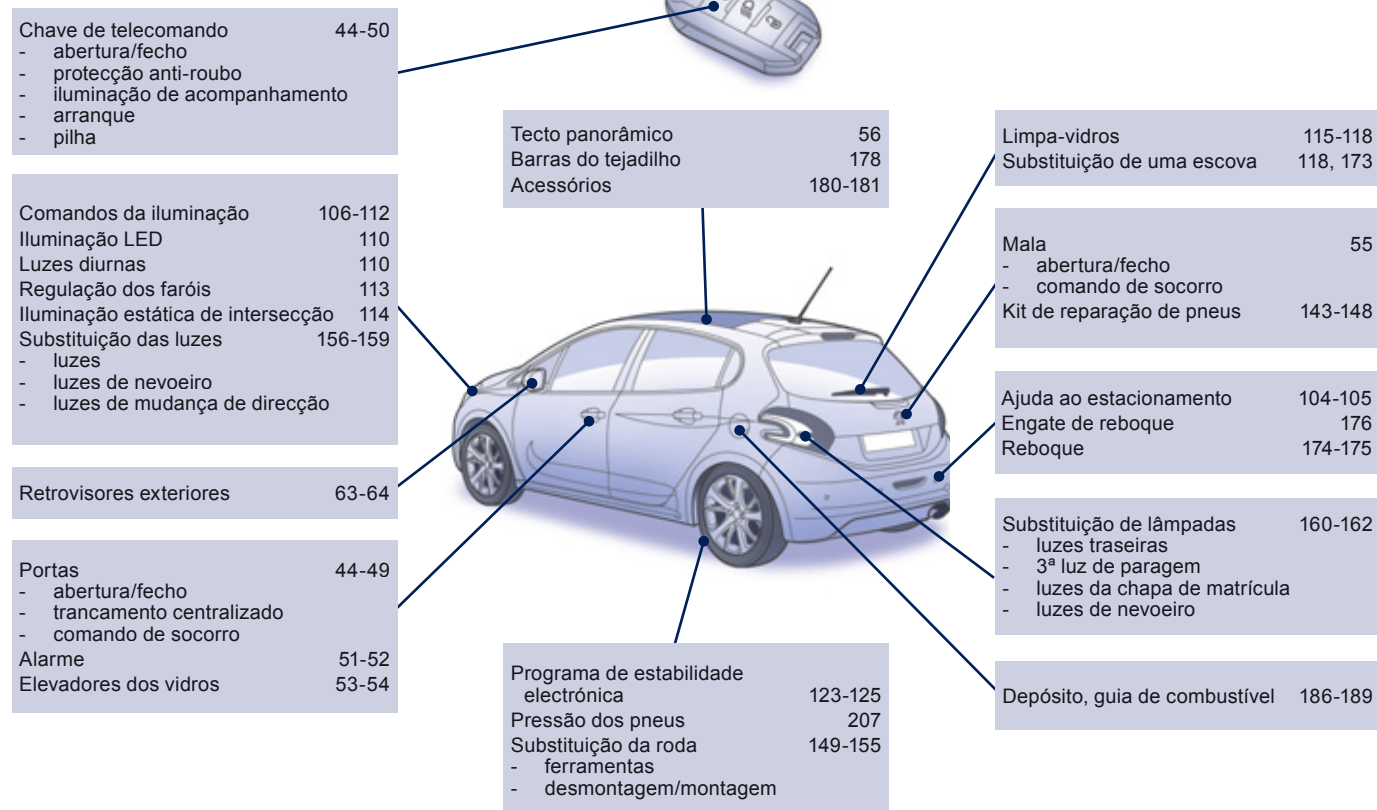 Chave de telecomando 44-50
- abertura/fecho
- protecção anti-roubo
- iluminação de acompanhamento
- arranque
- pilha
Comandos da iluminação 106-112
Iluminação LED 110
Luzes diurnas 110
Regulação dos faróis 113
Iluminação estática de intersecção 114
Substituição das luzes 156-159
- luzes
- luzes de nevoeiro
- luzes de mudança de direcção
Retrovisores exteriores 63-64
Portas 44-49
- abertura/fecho
- trancamento centralizado
- comando de socorro
Alarme 51-52
Elevadores dos vidros 53-54
Tecto panorâmico 56
Barras do tejadilho 178
Acessórios 180-181
Programa de estabilidade
electrónica 123-125
Pressão dos pneus 207
Substituição da roda 149-155
- ferramentas
- desmontagem/montagem
Limpa-vidros 115-118
Substituição de uma escova 118, 173
Mala 55
- abertura/fecho
- comando de socorro
Kit de reparação de pneus 143-148
Ajuda ao estacionamento 104-105
Engate de reboque 176
Reboque 174-175
Substituição de lâmpadas 160-162
- luzes traseiras
- 3ª luz de paragem
- luzes da chapa de matrícula
- luzes de nevoeiro
Depósito, guia de combustível 186-189